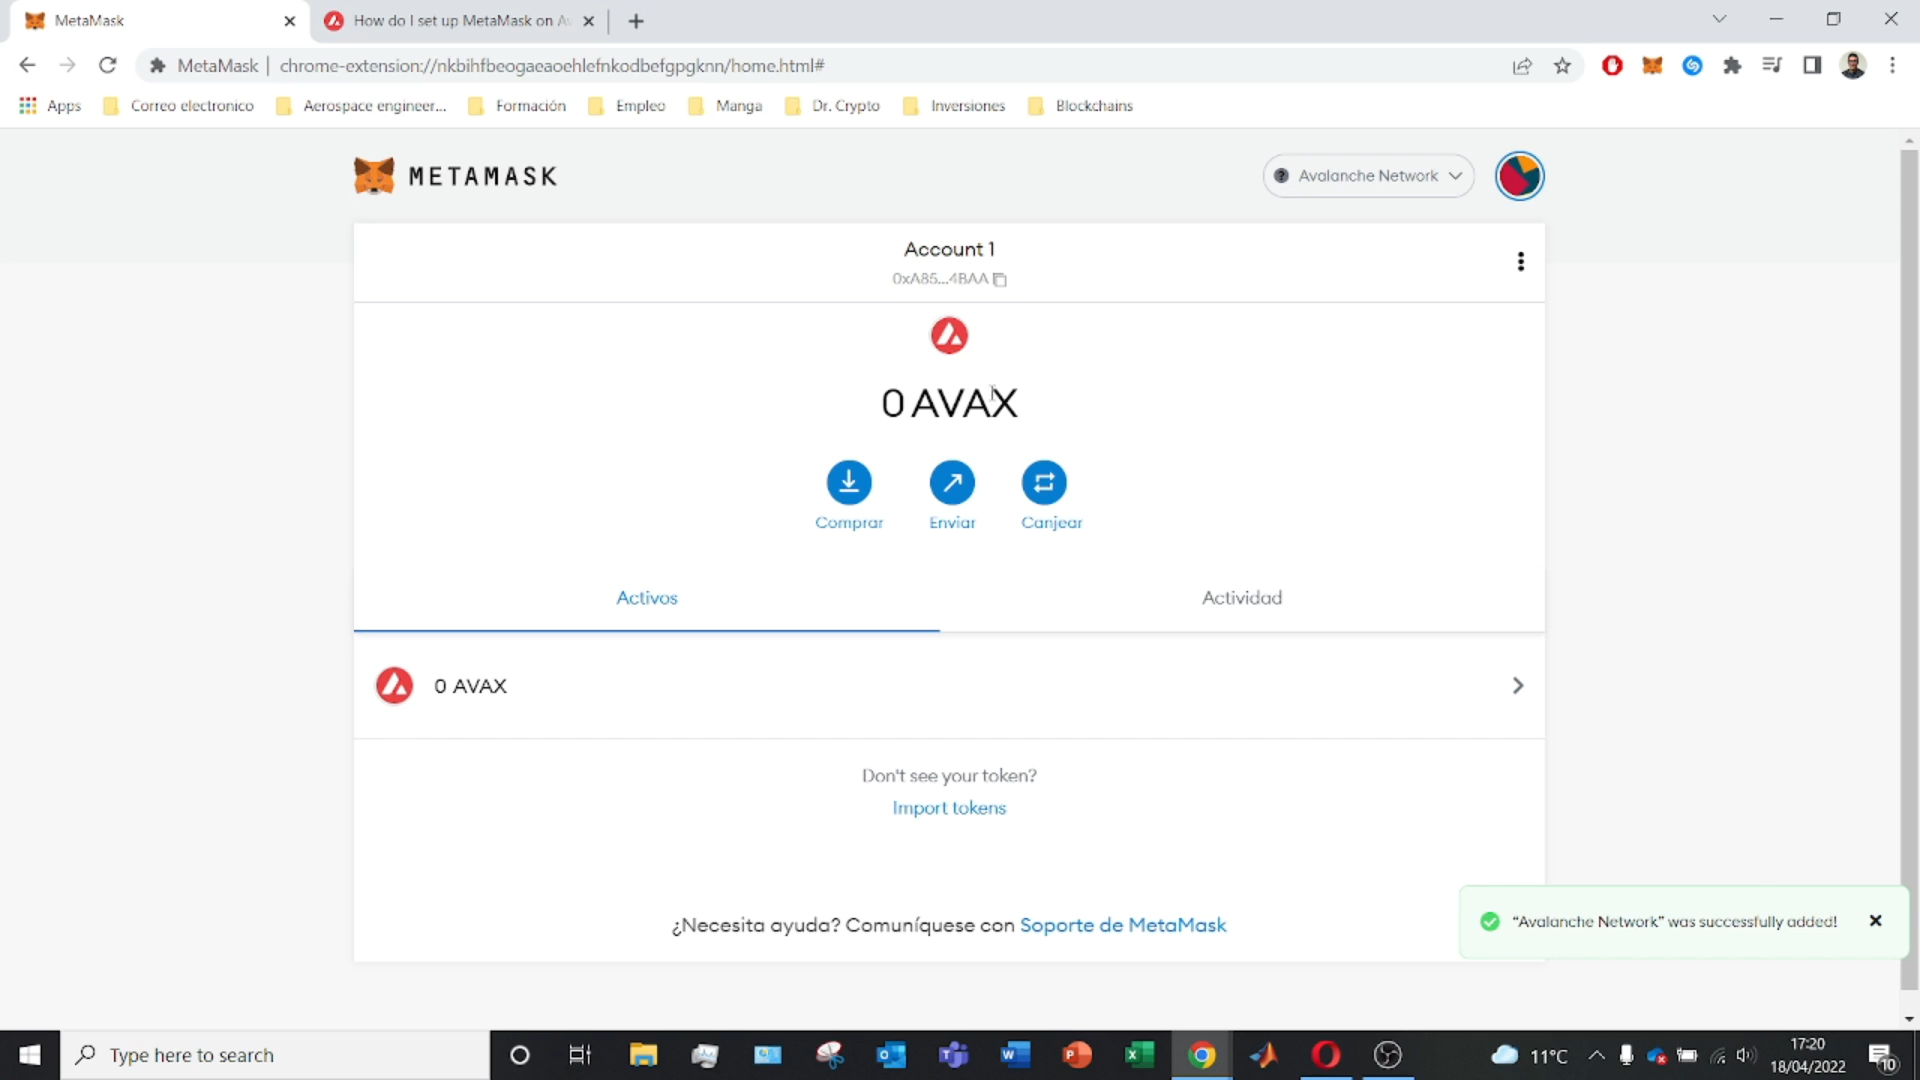 MetaMask
How do I set up MetaMask on Av
MetaMask | chrome-extension://nkbihfbeogaeaoehlefnkodbefgpgknn/home.html#
Apps Correo electronico Aerospace engineer... Formación Empleo Manga Dr. Crypto Inversiones Blockchains
METAMASK
Avalanche Network
Account 1
0xA85...4BAA
0 AVAX
Comprar Enviar Canjear
Activos Actividad
0 AVAX
Don't see your token?
Import tokens
¿Necesita ayuda? Comuníquese con Soporte de MetaMask
“Avalanche Network” was successfully added!
Type here to search
11°C
17:20
18/04/2022
10